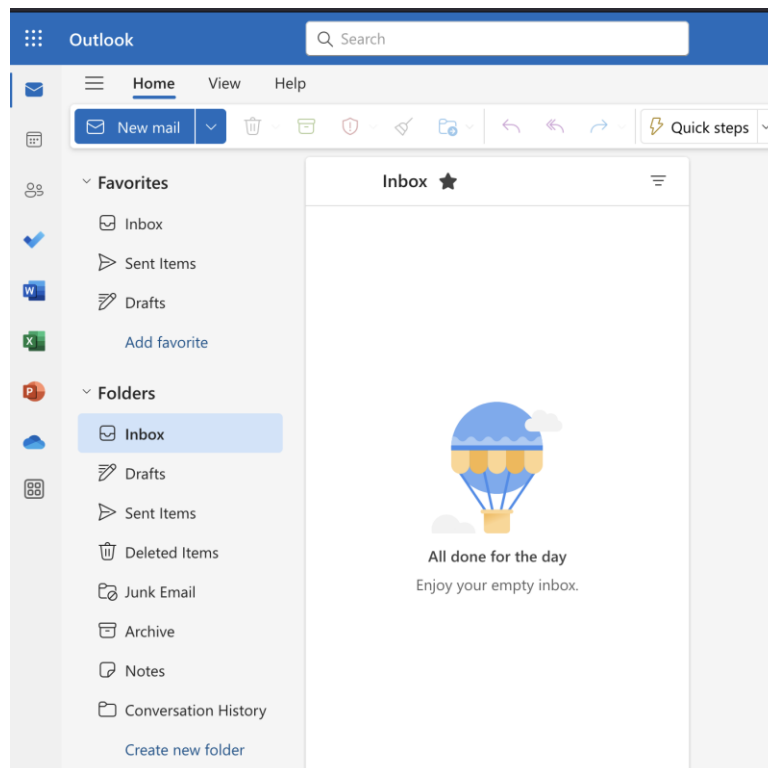 Outlook
Search
Home View Help
New mail
Quick steps
Favorites
Inbox
Sent Items
Drafts
Add favorite
Folders
Inbox
Drafts
Sent Items
Deleted Items
Junk Email
Archive
Notes
Conversation History
Create new folder
Inbox
All done for the day
Enjoy your empty inbox.
W
X
P